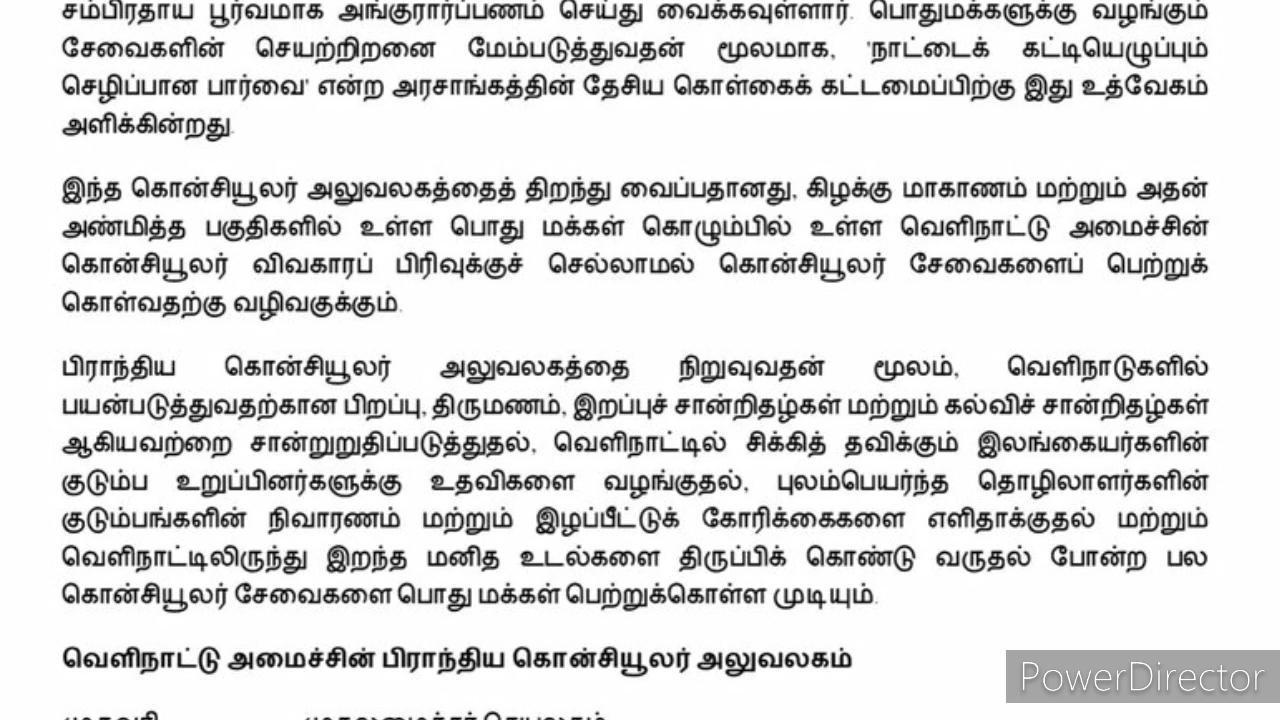 சம்பிரதாய பூர்வமாக அங்குரார்ப்பணம் செய்து வைக்கவுள்ளார். பொதுமக்களுக்கு வழங்கும்
சேவைகளின் செயற்றிறனை மேம்படுத்துவதன் மூலமாக, 'நாட்டைக் கட்டியெழுப்பும்
செழிப்பான பார்வை' என்ற அரசாங்கத்தின் தேசிய கொள்கைக் கட்டமைப்பிற்கு இது உத்வேகம்
அளிக்கின்றது.
இந்த கொன்சியூலர் அலுவலகத்தைத் திறந்து வைப்பதானது, கிழக்கு மாகாணம் மற்றும் அதன்
அண்மித்த பகுதிகளில் உள்ள பொது மக்கள் கொழும்பில் உள்ள வெளிநாட்டு அமைச்சின்
கொன்சியூலர் விவகாரப் பிரிவுக்குச் செல்லாமல் கொன்சியூலர் சேவைகளைப் பெற்றுக்
கொள்வதற்கு வழிவகுக்கும்.
பிராந்திய கொன்சியூலர் அலுவலகத்தை நிறுவுவதன் மூலம், வெளிநாடுகளில்
பயன்படுத்துவதற்கான பிறப்பு, திருமணம், இறப்புச் சான்றிதழ்கள் மற்றும் கல்விச் சான்றிதழ்கள்
ஆகியவற்றை சான்றுறுதிப்படுத்துதல், வெளிநாட்டில் சிக்கித் தவிக்கும் இலங்கையர்களின்
குடும்ப உறுப்பினர்களுக்கு உதவிகளை வழங்குதல், புலம்பெயர்ந்த தொழிலாளர்களின்
குடும்பங்களின் நிவாரணம் மற்றும் இழப்பீட்டுக் கோரிக்கைகளை எளிதாக்குதல் மற்றும்
வெளிநாட்டிலிருந்து இறந்த மனித உடல்களை திருப்பிக் கொண்டு வருதல் போன்ற பல
கொன்சியூலர் சேவைகளை பொது மக்கள் பெற்றுக்கொள்ள முடியும்.
வெளிநாட்டு அமைச்சின் பிராந்திய கொன்சியூலர் அலுவலகம்
PowerDirector